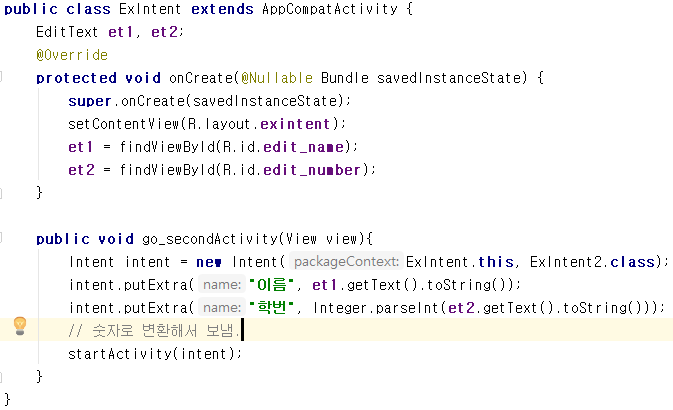 public class ExIntent extends AppCompatActivity {
EditText et1, et2;
@Override
protected void onCreate(@Nullable Bundle savedInstanceState) {
super.onCreate(savedInstanceState);
setContentView(R.layout.exintent);
et1 = findViewById(R.id.edit_name);
et2 = findViewById(R.id.edit_number);
}
public void go_secondActivity(View view){
Intent intent = new Intent( packageContext: ExIntent.this, ExIntent2.class);
intent.putExtra( name: "이름", et1.getText().toString());
intent.putExtra( name: "학번", Integer.parseInt(et2.getText().toString()));
// 숫자로 변환해서 보냄.
startActivity(intent);
}
}